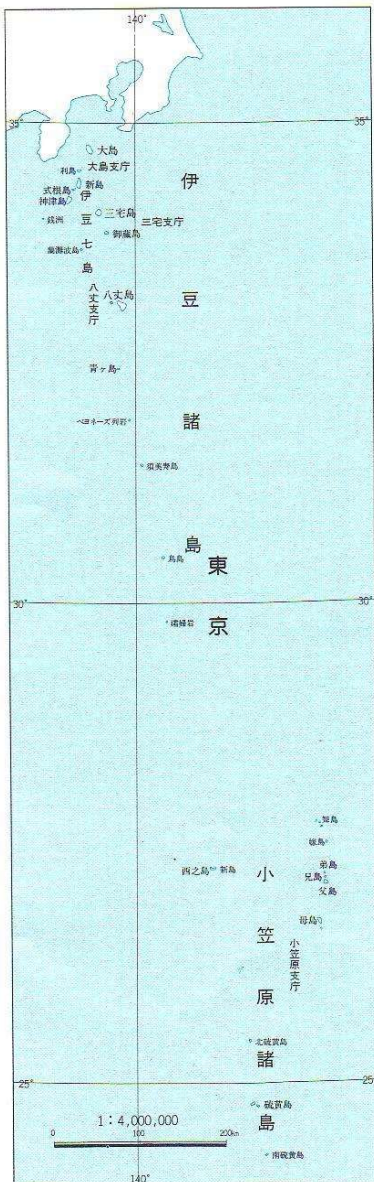 140°
35°
35°
大島
大島支庁
利島
新島
式根島
神津島
銭洲
伊豆七島
三宅島
三宅支庁
御蔵島
藺灘波島
八丈支庁
八丈島
青ヶ島
ベヨネーズ列岩
須美寿島
鳥島
伊豆諸島
東京
30°
30°
孀婦岩
聟島
嫁島
弟島
兄島
父島
西之島
新島
母島
小笠原支庁
小笠原諸島
北硫黄島
25°
25°
硫黄島
1:4,000,000
0 100 200km
南硫黄島
140°